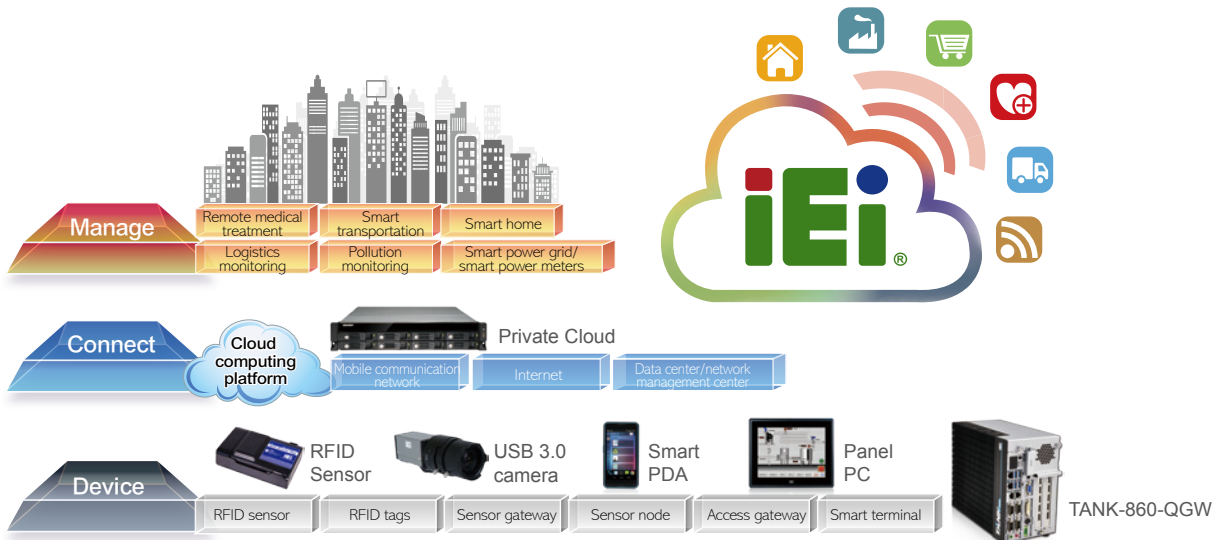 iEi®
Manage
Remote medical
treatment
Smart
transportation
Smart home
Logistics
monitoring
Pollution
monitoring
Smart power grid/
smart power meters
Connect
Cloud
computing
platform
Private Cloud
Mobile communication
network
Internet
Data center/network
management center
Device
RFID
Sensor
USB 3.0
camera
Smart
PDA
Panel
PC
TANK-860-QGW
RFID sensor
RFID tags
Sensor gateway
Sensor node
Access gateway
Smart terminal